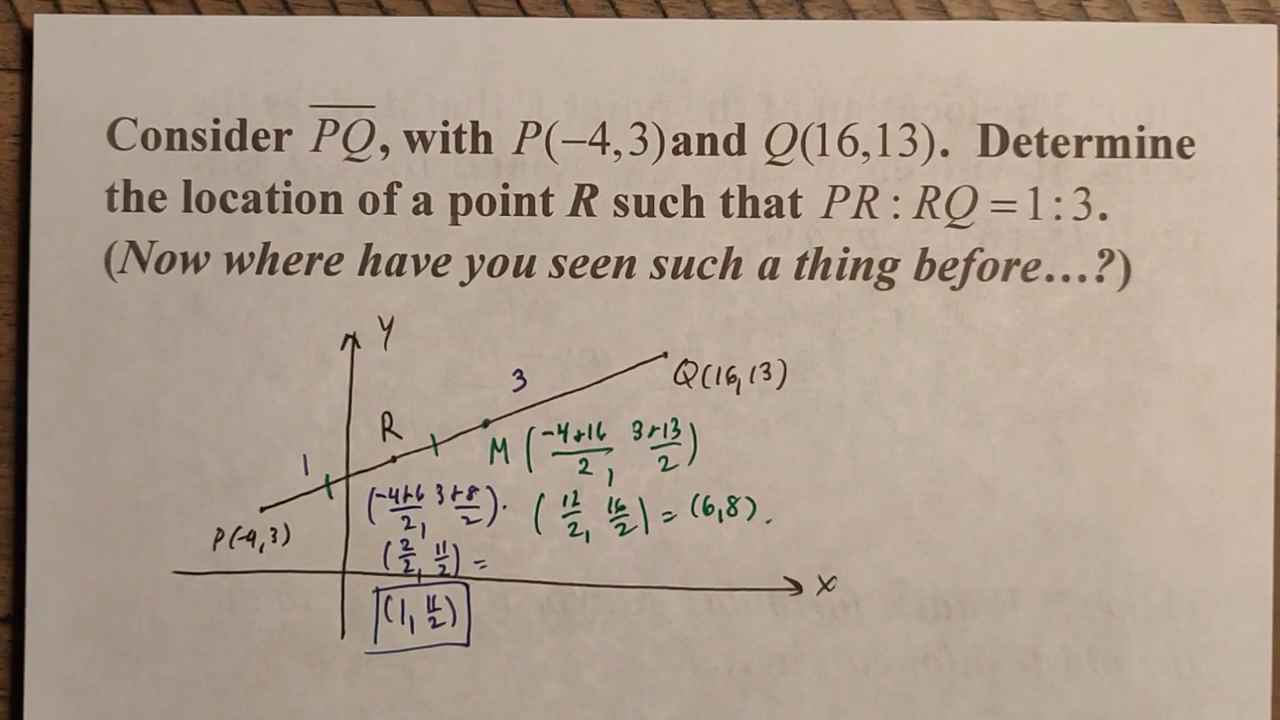 Consider PQ, with P(−4,3)and Q(16,13). Determine
the location of a point R such that PR : RQ = 1 : 3.
(Now where have you seen such a thing before…?)
Y
3
Q(16,13)
R
1
M (-4+16/2, 3+13/2)
P(-4,3)
(-4+6/2, 3+8/2).
(12/2, 16/2) = (6,8).
(2/2, 11/2) =
X
(1, 11/2)